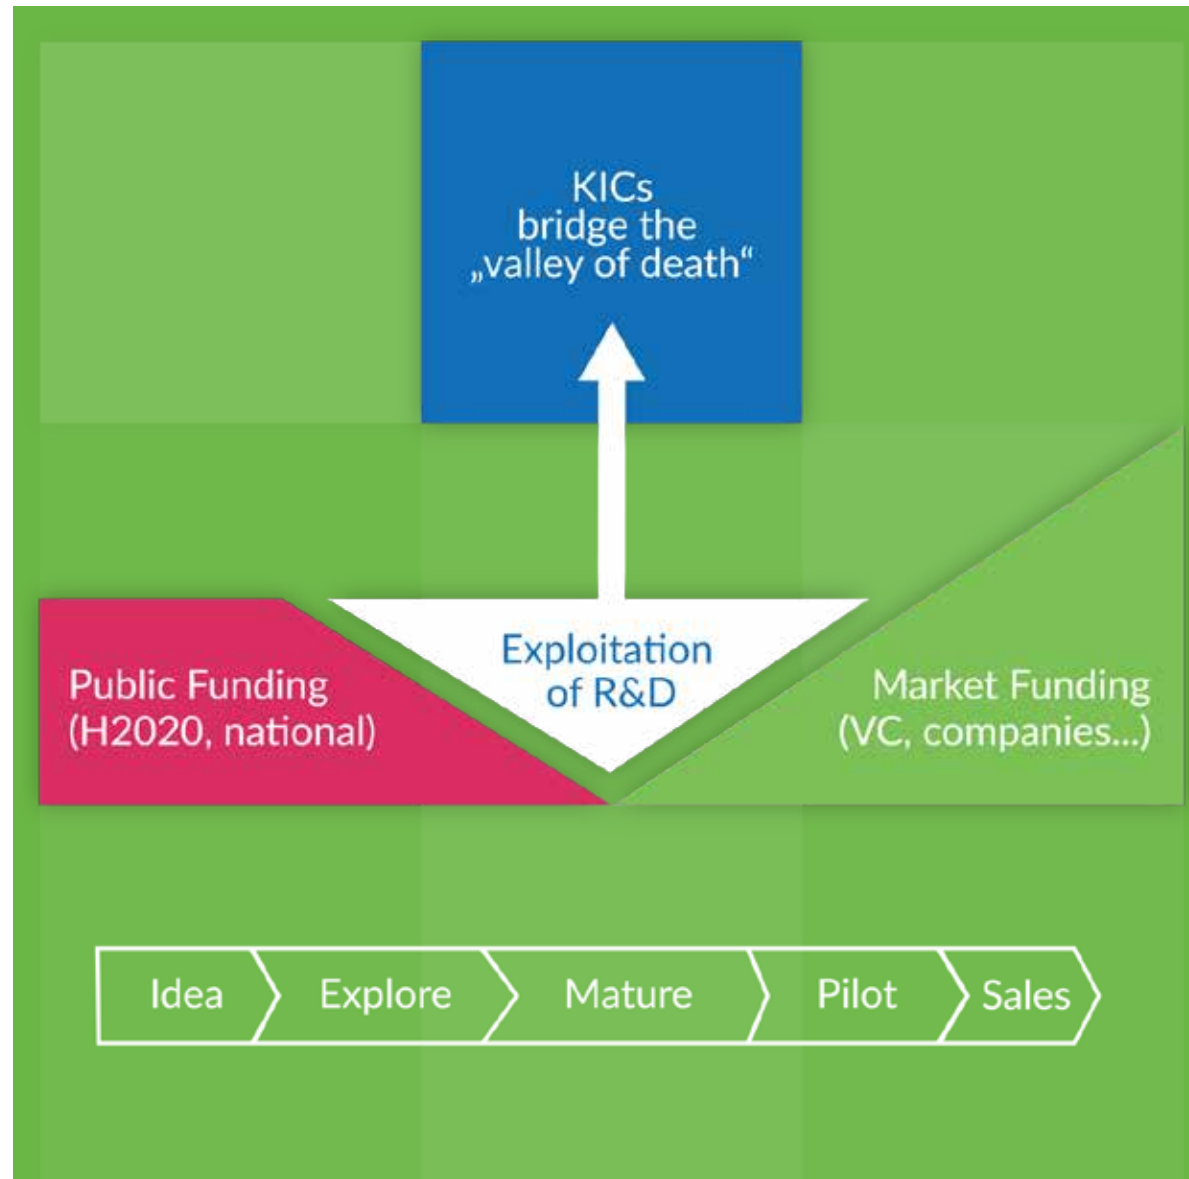 KICs
bridge the
„valley of death“
Exploitation
of R&D
Public Funding
(H2020, national)
Market Funding
(VC, companies...)
Idea
Explore
Mature
Pilot
Sales